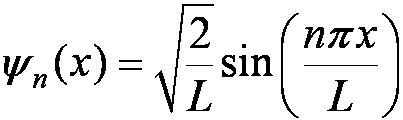 ψₙ(x) = √(2/L) sin(nπx/L)